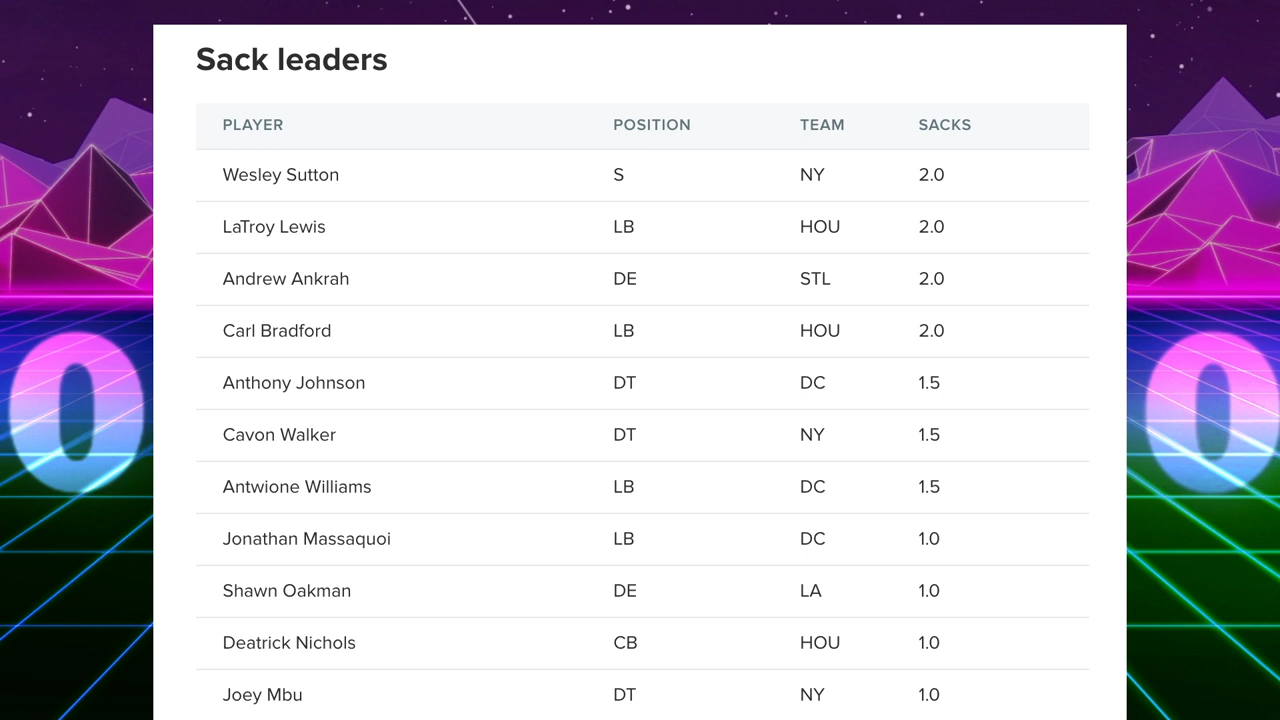 Sack leaders
PLAYER POSITION TEAM SACKS
Wesley Sutton S NY 2.0
LaTroy Lewis LB HOU 2.0
Andrew Ankrah DE STL 2.0
Carl Bradford LB HOU 2.0
Anthony Johnson DT DC 1.5
Cavon Walker DT NY 1.5
Antwione Williams LB DC 1.5
Jonathan Massaquoi LB DC 1.0
Shawn Oakman DE LA 1.0
Deatrick Nichols CB HOU 1.0
Joey Mbu DT NY 1.0
0 0